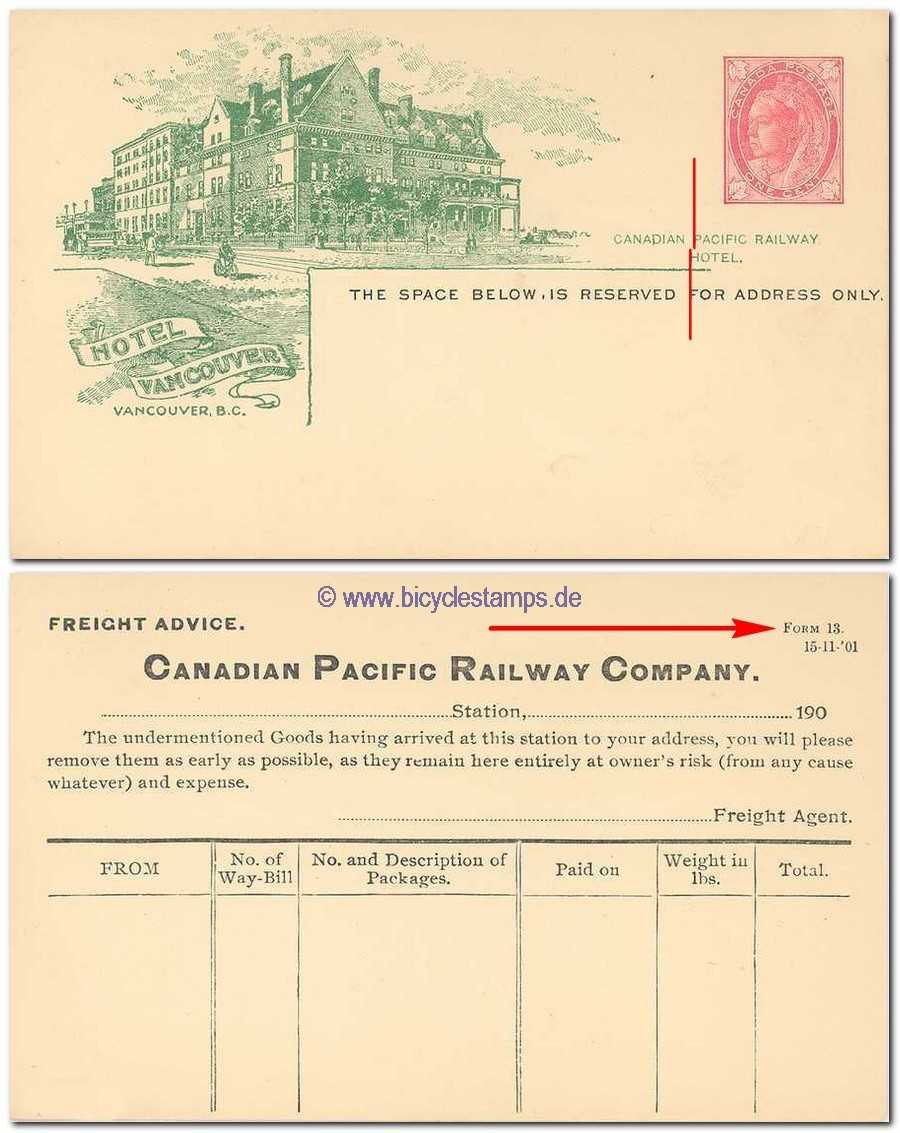 CANADA POSTAGE
ONE CENT
CANADIAN PACIFIC RAILWAY
HOTEL.
THE SPACE BELOW, IS RESERVED FOR ADDRESS ONLY.
HOTEL
VANCOUVER
VANCOUVER, B.C.
© www.bicyclestamps.de
FREIGHT ADVICE.
FORM 13.
15-11-'01
CANADIAN PACIFIC RAILWAY COMPANY.
Station, 190
The undermentioned Goods having arrived at this station to your address, you will please
remove them as early as possible, as they remain here entirely at owner's risk (from any cause
whatever) and expense.
Freight Agent.
FROM
No. of
Way-Bill
No. and Description of
Packages.
Paid on
Weight in
lbs.
Total.